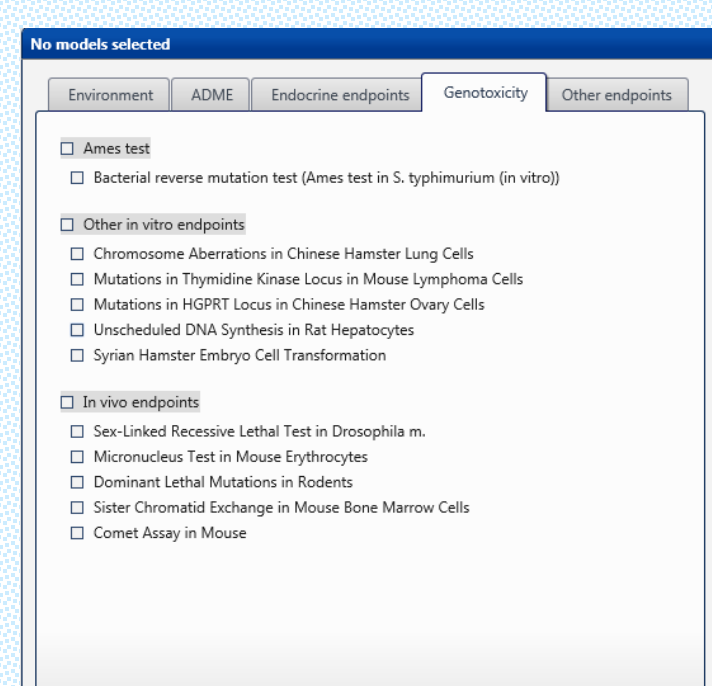 No models selected
Environment ADME Endocrine endpoints Genotoxicity Other endpoints
Ames test
Bacterial reverse mutation test (Ames test in S. typhimurium (in vitro))
Other in vitro endpoints
Chromosome Aberrations in Chinese Hamster Lung Cells
Mutations in Thymidine Kinase Locus in Mouse Lymphoma Cells
Mutations in HGPRT Locus in Chinese Hamster Ovary Cells
Unscheduled DNA Synthesis in Rat Hepatocytes
Syrian Hamster Embryo Cell Transformation
In vivo endpoints
Sex-Linked Recessive Lethal Test in Drosophila m.
Micronucleus Test in Mouse Erythrocytes
Dominant Lethal Mutations in Rodents
Sister Chromatid Exchange in Mouse Bone Marrow Cells
Comet Assay in Mouse